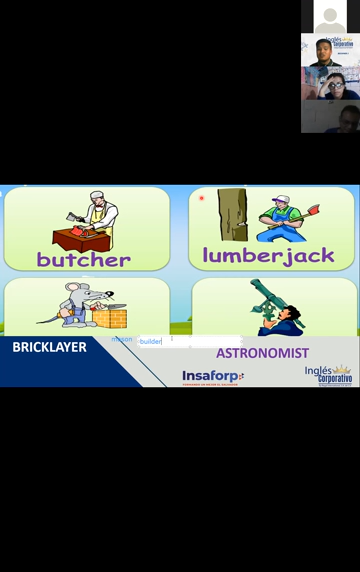 Inglés
Corporativo
butcher
lumberjack
mason
builder
BRICKLAYER
ASTRONOMIST
Insaforp
Inglés
Corporativo